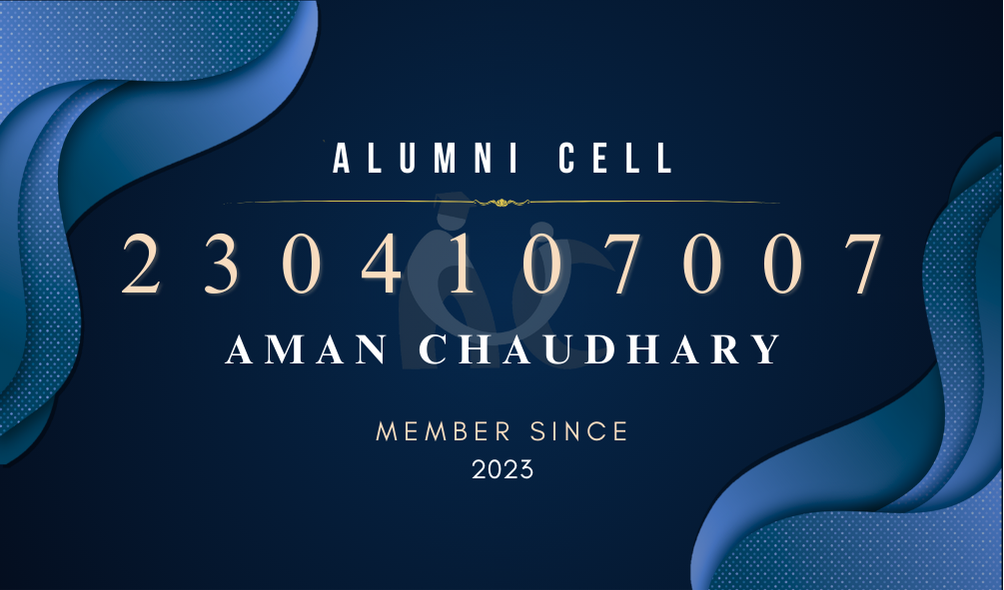 ALUMNI CELL
2304107007
AMAN CHAUDHARY
MEMBER SINCE
2023